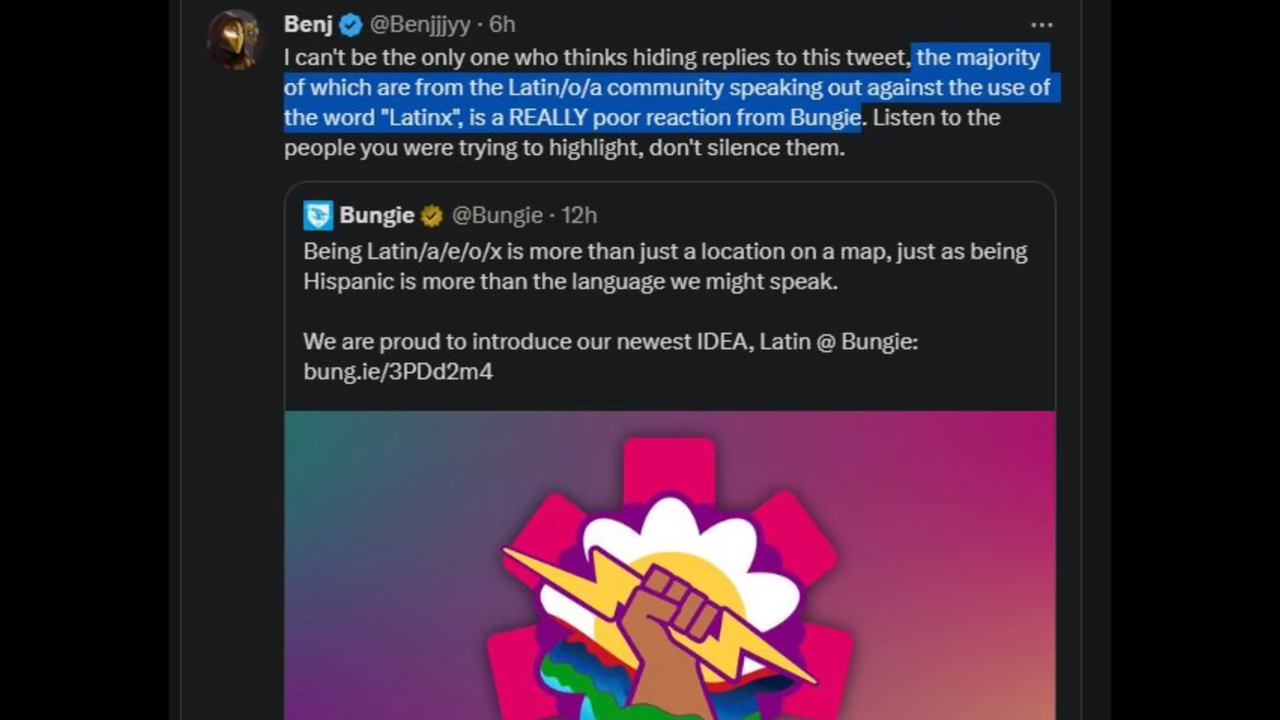 Benj @Benjjjyy · 6h
I can't be the only one who thinks hiding replies to this tweet, the majority
of which are from the Latin/o/a community speaking out against the use of
the word "Latinx", is a REALLY poor reaction from Bungie. Listen to the
people you were trying to highlight, don't silence them.
Bungie @Bungie · 12h
Being Latin/a/e/o/x is more than just a location on a map, just as being
Hispanic is more than the language we might speak.
We are proud to introduce our newest IDEA, Latin @ Bungie:
bung.ie/3PDd2m4